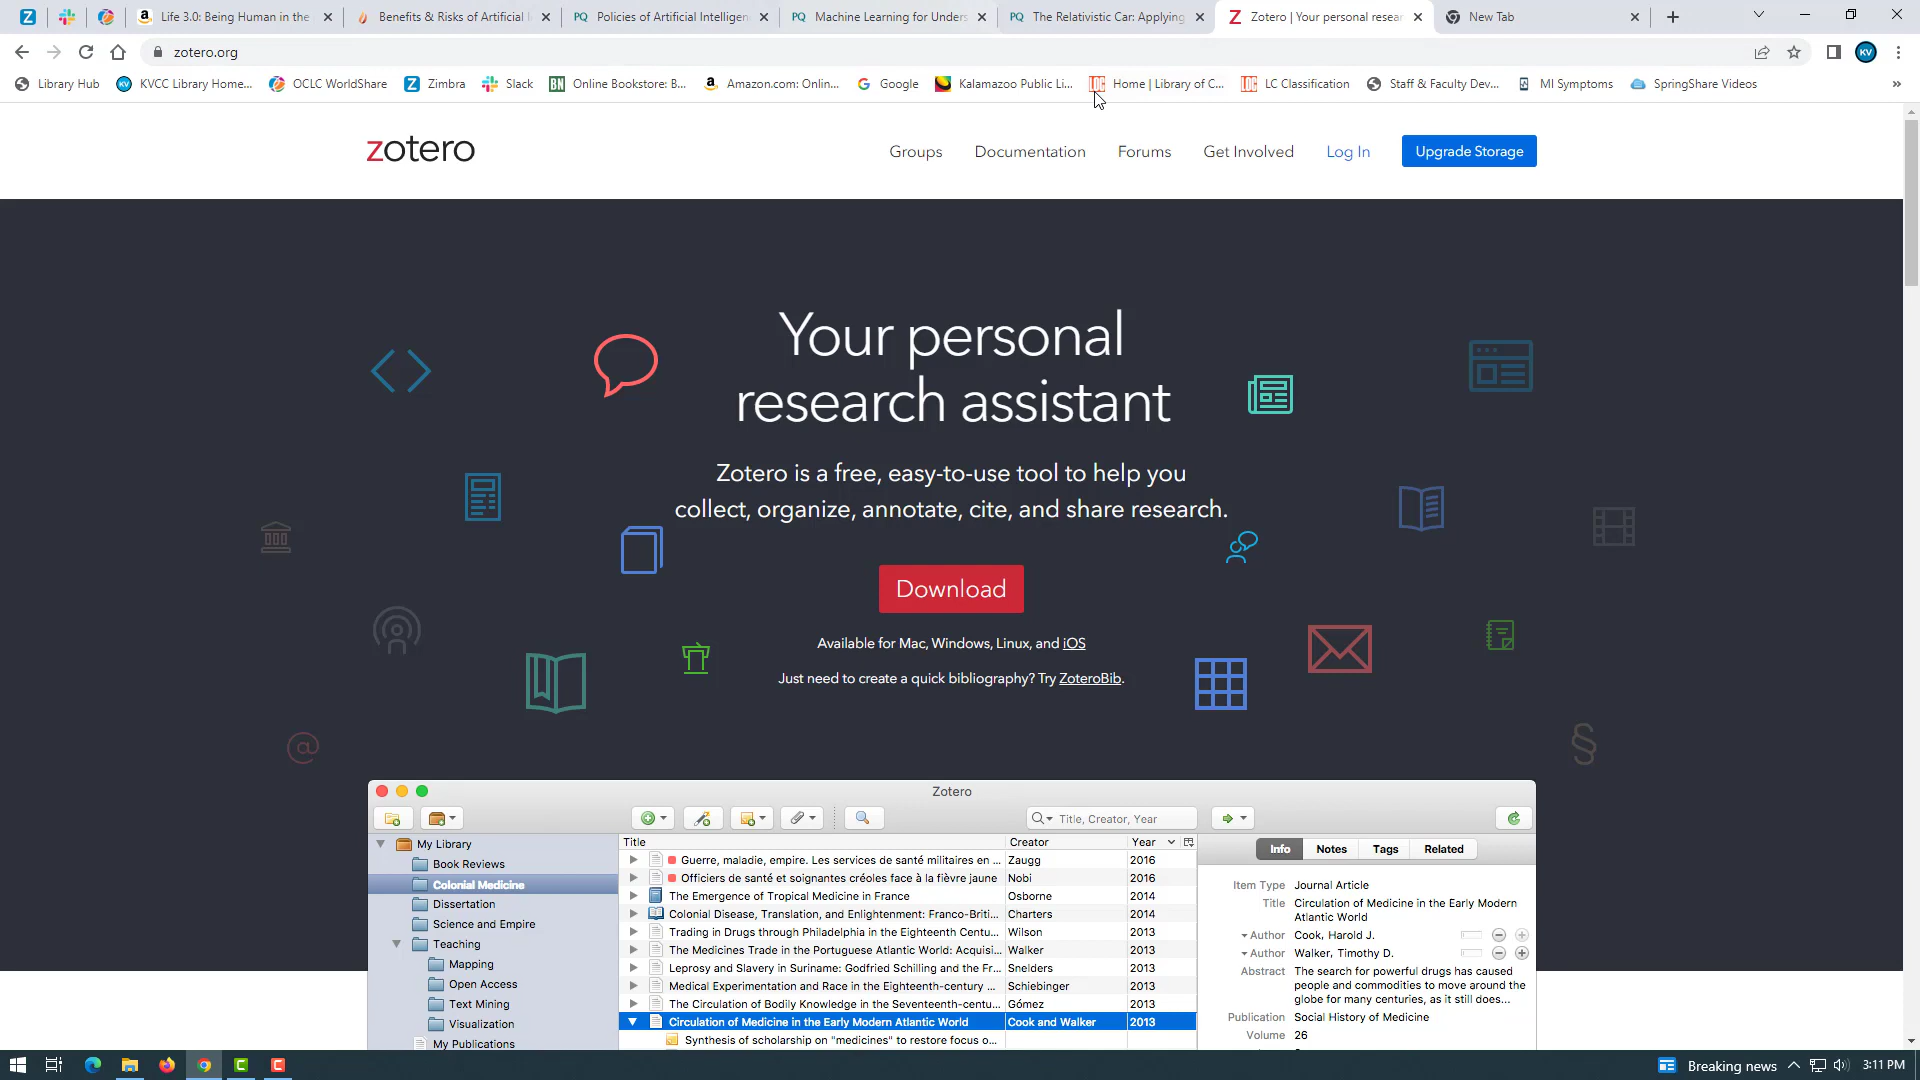 Life 3.0: Being Human in the
Benefits & Risks of Artificial I
PQ Policies of Artificial Intelligen
PQ Machine Learning for Unders
PQ The Relativistic Car: Applying
Z Zotero | Your personal resear
New Tab
zotero.org
KV
Library Hub
KVCC Library Home...
OCLC WorldShare
Zimbra
Slack
BN Online Bookstore: B...
Amazon.com: Onlin...
Google
Kalamazoo Public Li...
Home | Library of C...
LC Classification
Staff & Faculty Dev...
MI Symptoms
SpringShare Videos
»
zotero
Groups
Documentation
Forums
Get Involved
Log In
Upgrade Storage
Your personal
research assistant
Zotero is a free, easy-to-use tool to help you
collect, organize, annotate, cite, and share research.
Download
Available for Mac, Windows, Linux, and iOS
Just need to create a quick bibliography? Try ZoteroBib.
Zotero
Title, Creator, Year
My Library
Book Reviews
Colonial Medicine
Dissertation
Science and Empire
Teaching
Mapping
Open Access
Text Mining
Visualization
My Publications
Title Creator Year
Guerre, maladie, empire. Les services de santé militaires en ... Zaugg 2016
Officiers de santé et soignantes créoles face à la fièvre jaune Nobi 2016
The Emergence of Tropical Medicine in France Osborne 2014
Colonial Disease, Translation, and Enlightenment: Franco-Briti... Charters 2014
Trading in Drugs through Philadelphia in the Eighteenth Centu... Wilson 2013
The Medicines Trade in the Portuguese Atlantic World: Acquisi... Walker 2013
Leprosy and Slavery in Suriname: Godfried Schilling and the Fr... Snelders 2013
Medical Experimentation and Race in the Eighteenth-century ... Schiebinger 2013
The Circulation of Bodily Knowledge in the Seventeenth-centu... Gómez 2013
Circulation of Medicine in the Early Modern Atlantic World Cook and Walker 2013
Synthesis of scholarship on "medicines" to restore focus o...
Info Notes Tags Related
Item Type Journal Article
Title Circulation of Medicine in the Early Modern
Atlantic World
Author Cook, Harold J.
Author Walker, Timothy D.
Abstract The search for powerful drugs has caused
people and commodities to move around the
globe for many centuries, as it still does...
Publication Social History of Medicine
Volume 26
Breaking news
3:11 PM